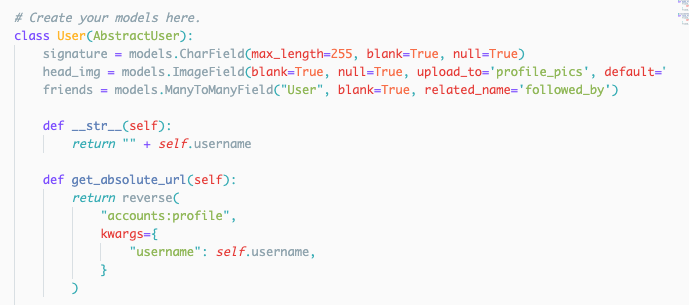 # Create your models here.
class User(AbstractUser):
    signature = models.CharField(max_length=255, blank=True, null=True)
    head_img = models.ImageField(blank=True, null=True, upload_to='profile_pics', default='
    friends = models.ManyToManyField("User", blank=True, related_name='followed_by')

    def __str__(self):
        return "" + self.username

    def get_absolute_url(self):
        return reverse(
            "accounts:profile",
            kwargs={
                "username": self.username,
            }
        )